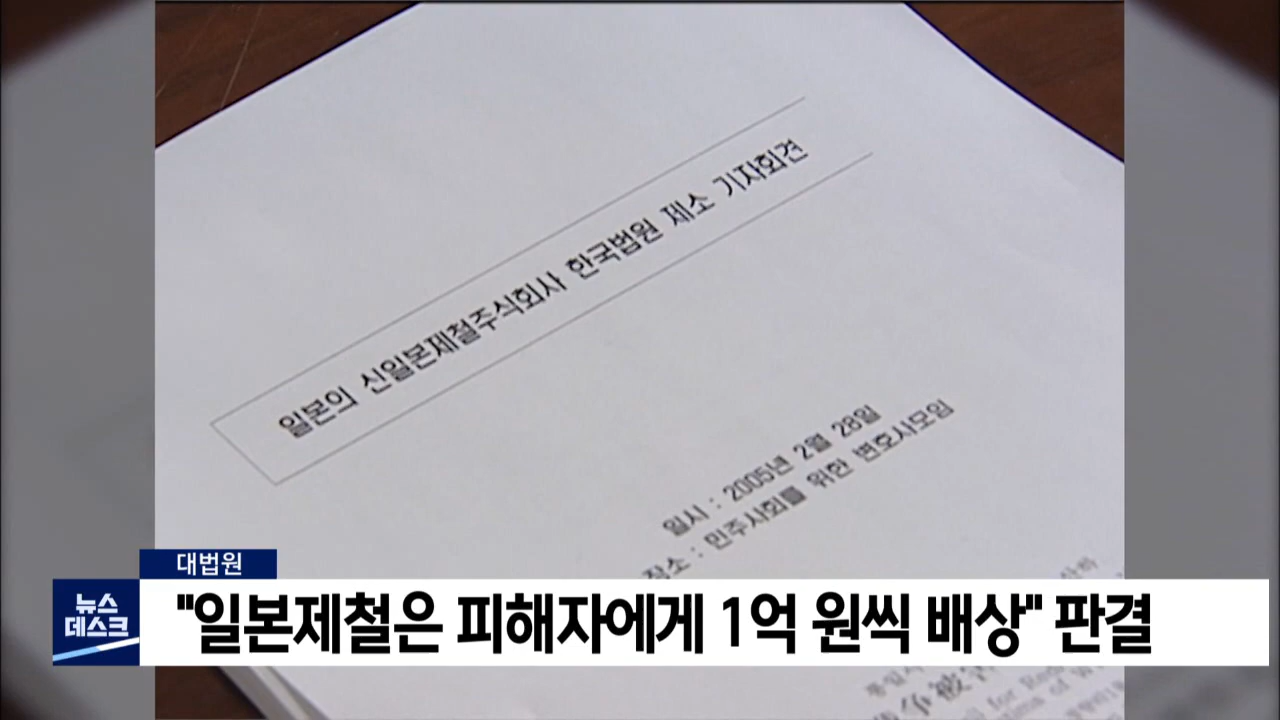 일본의 신일본제철주식회사 한국법원 제소 기자회견
일시 : 2005년 2월 28일
장소 : 민주사회를 위한 변호사모임
대법원
뉴스
데스크
"일본제철은 피해자에게 1억 원씩 배상" 판결